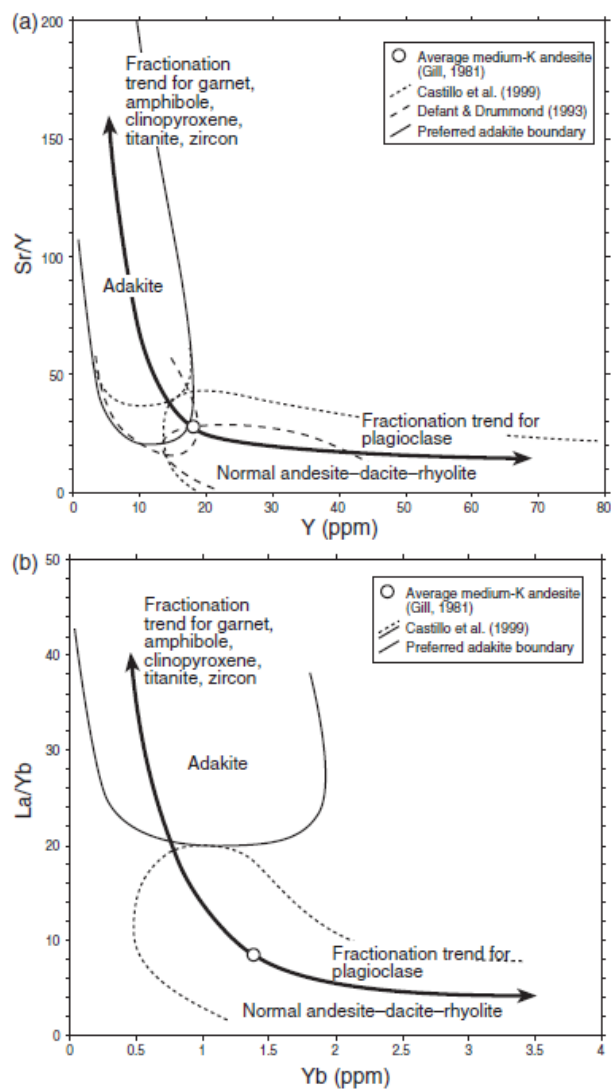 (a)
200
150
100
50
0
Sr/Y
Fractionation
trend for garnet,
amphibole,
clinopyroxene,
titanite, zircon
Average medium-K andesite
(Gill, 1981)
Castillo et al. (1999)
Defant & Drummond (1993)
Preferred adakite boundary
Adakite
Fractionation trend for
plagioclase
Normal andesite–dacite–rhyolite
0 10 20 30 40 50 60 70 80
Y (ppm)
(b)
50
40
30
20
10
0
La/Yb
Fractionation
trend for garnet,
amphibole,
clinopyroxene,
titanite, zircon
Average medium-K andesite
(Gill, 1981)
Castillo et al. (1999)
Preferred adakite boundary
Adakite
Fractionation trend for
plagioclase
Normal andesite–dacite–rhyolite
0 0.5 1 1.5 2 2.5 3 3.5 4
Yb (ppm)